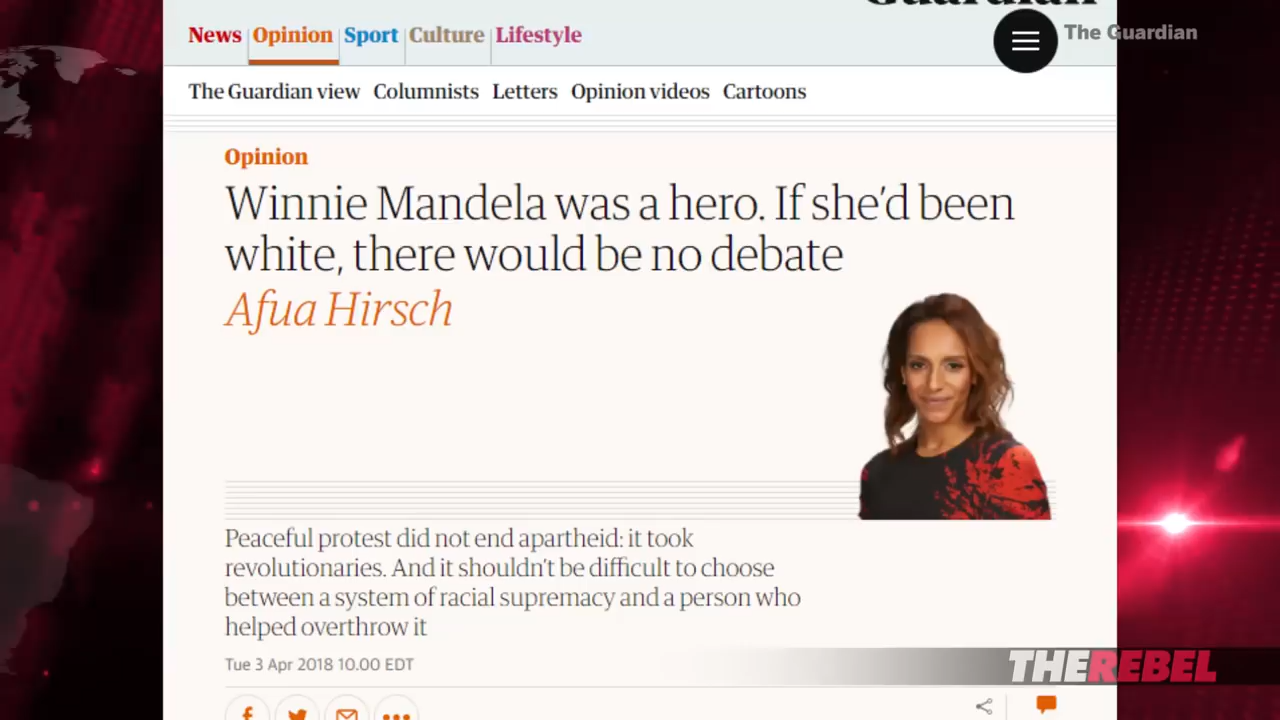 Guardian
The Guardian
News Opinion Sport Culture Lifestyle
The Guardian view Columnists Letters Opinion videos Cartoons
Opinion
Winnie Mandela was a hero. If she'd been
white, there would be no debate
Afua Hirsch
Peaceful protest did not end apartheid: it took
revolutionaries. And it shouldn't be difficult to choose
between a system of racial supremacy and a person who
helped overthrow it
Tue 3 Apr 2018 10.00 EDT
THEREBEL